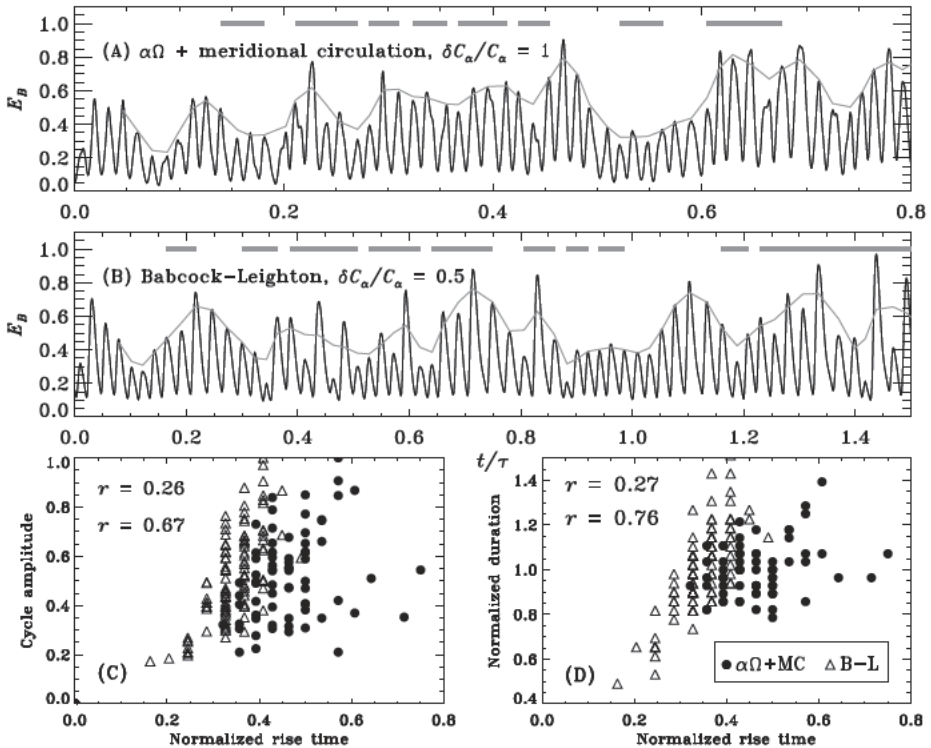 1.0
(A) αΩ + meridional circulation, δCα/Cα = 1
0.8
0.6
0.4
0.2
0.0
E_B
0.0 0.2 0.4 0.6 0.8
1.0
(B) Babcock−Leighton, δCα/Cα = 0.5
0.8
0.6
0.4
0.2
0.0
E_B
0.0 0.2 0.4 0.6 0.8 1.0 1.2 1.4
t/τ
1.0
r = 0.26
0.8
r = 0.67
0.6
0.4
0.2
(C)
0.0
Cycle amplitude
0.0 0.2 0.4 0.6 0.8
Normalized rise time
r = 0.27
1.4
r = 0.76
1.2
1.0
0.8
0.6
(D)
αΩ+MC B−L
0.4
Normalized duration
0.0 0.2 0.4 0.6 0.8
Normalized rise time